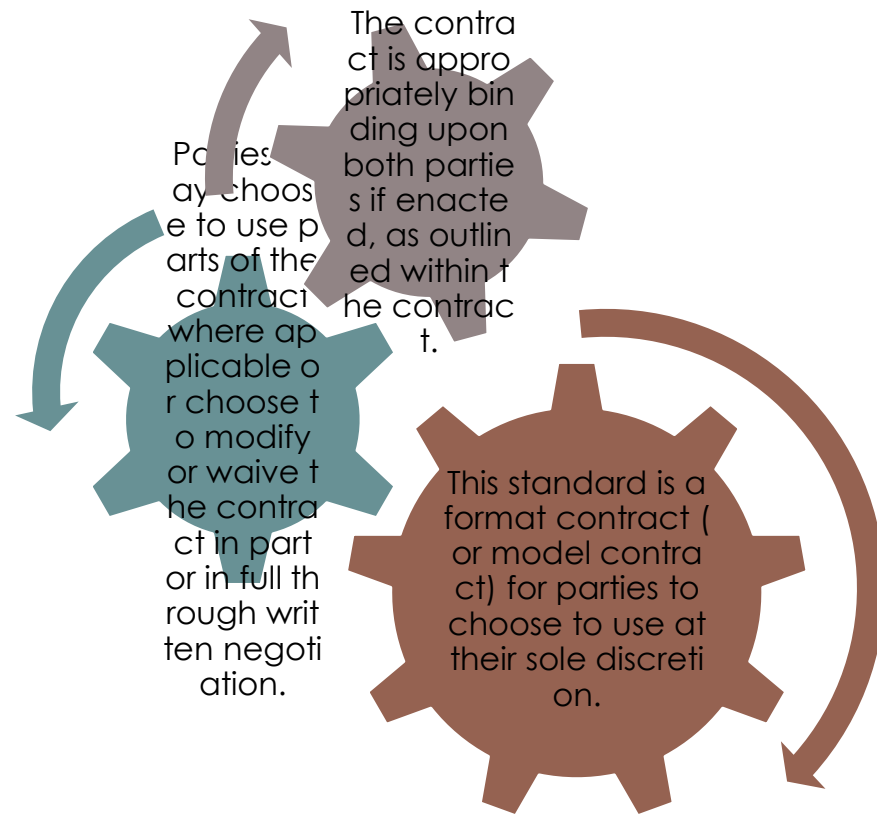 The contra
ct is appro
priately bin
ding upon
both partie
s if enacte
d, as outlin
ed within t
he contrac
t.
Parties
ay choos
e to use p
arts of the
contract
where ap
plicable o
r choose t
o modify
or waive t
he contra
ct in part
or in full th
rough writ
ten negoti
ation.
This standard is a
format contract (
or model contra
ct) for parties to
choose to use at
their sole discreti
on.